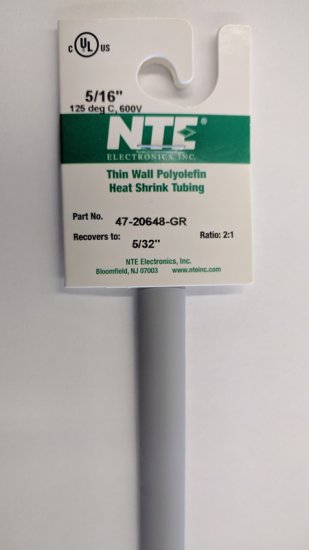 c UL US
5/16"
125 deg C, 600V
NTE®
ELECTRONICS, INC.
Thin Wall Polyolefin
Heat Shrink Tubing
Part No. 47-20648-GR
Recovers to: 5/32" Ratio: 2:1
NTE Electronics, Inc.
Bloomfield, NJ 07003 www.nteinc.com